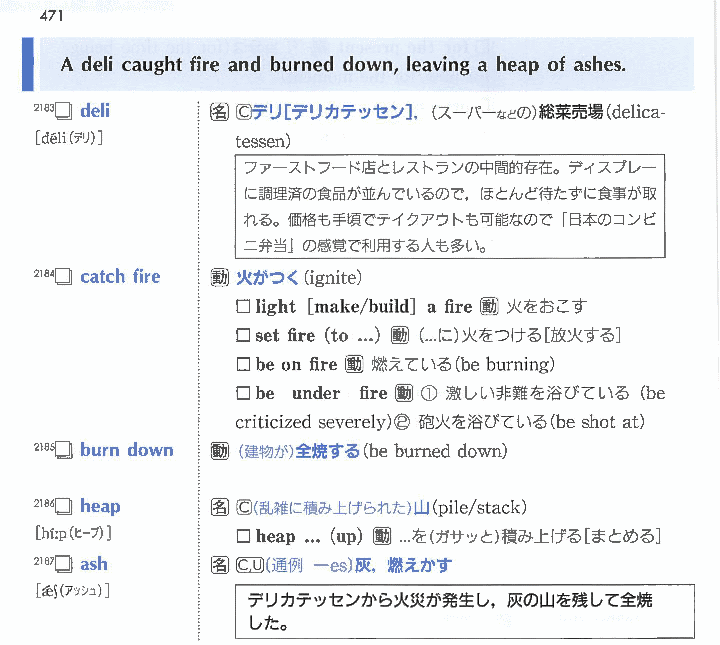 471
A deli caught fire and burned down, leaving a heap of ashes.
2183 □ deli
[déli(デリ)]
名 Ⓒデリ[デリカテッセン]，(スーパーなどの)総菜売場(delica-
tessen)
ファーストフード店とレストランの中間的存在。ディスプレー
に調理済の食品が並んでいるので，ほとんど待たずに食事が取
れる。価格も手頃でテイクアウトも可能なので「日本のコンビ
ニ弁当」の感覚で利用する人も多い。
2184 □ catch fire
動 火がつく(ignite)
□ light [make/build] a fire 動 火をおこす
□ set fire (to ...) 動 (...に)火をつける[放火する]
□ be on fire 動 燃えている(be burning)
□ be under fire 動 ① 激しい非難を浴びている (be
criticized severely)② 砲火を浴びている(be shot at)
2185 □ burn down
動 (建物が)全焼する(be burned down)
2186 □ heap
[híːp(ヒープ)]
名 Ⓒ(乱雑に積み上げられた)山(pile/stack)
□ heap ... (up) 動 ...を(ガサッと)積み上げる[まとめる]
2187 □ ash
[ǽʃ(アッシュ)]
名 C,U(通例 —es)灰，燃えかす
デリカテッセンから火災が発生し，灰の山を残して全焼
した。